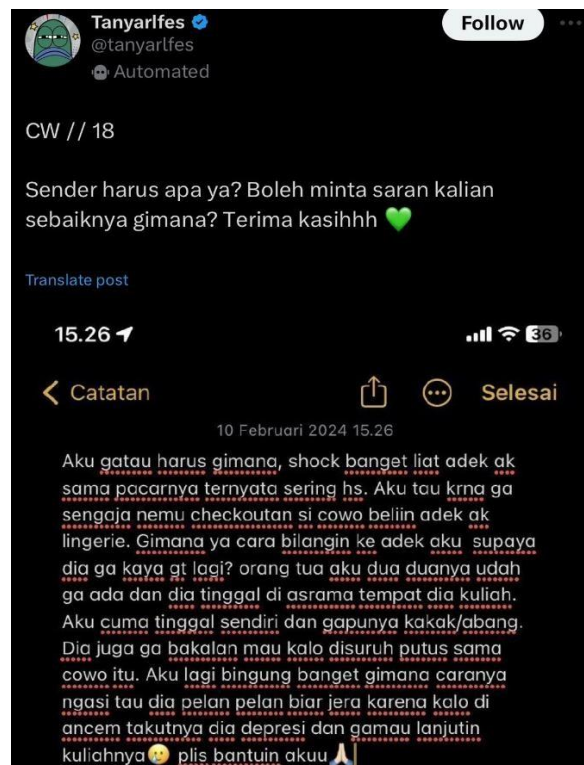 Tanyarlfes
Follow
@tanyarlfes
Automated
CW // 18
Sender harus apa ya? Boleh minta saran kalian
sebaiknya gimana? Terima kasihhh 💚
Translate post
15.26
36
Catatan
Selesai
10 Februari 2024 15.26
Aku gatau harus gimana, shock banget liat adek ak
sama pacarnya ternyata sering hs. Aku tau krna ga
sengaja nemu checkoutan si cowo beliin adek ak
lingerie. Gimana ya cara bilangin ke adek aku supaya
dia ga kaya gt lagi? orang tua aku dua duanya udah
ga ada dan dia tinggal di asrama tempat dia kuliah.
Aku cuma tinggal sendiri dan gapunya kakak/abang.
Dia juga ga bakalan mau kalo disuruh putus sama
cowo itu. Aku lagi bingung banget gimana caranya
ngasi tau dia pelan pelan biar jera karena kalo di
ancem takutnya dia depresi dan gamau lanjutin
kuliahnya🥲 plis bantuin akuu🙏🏻